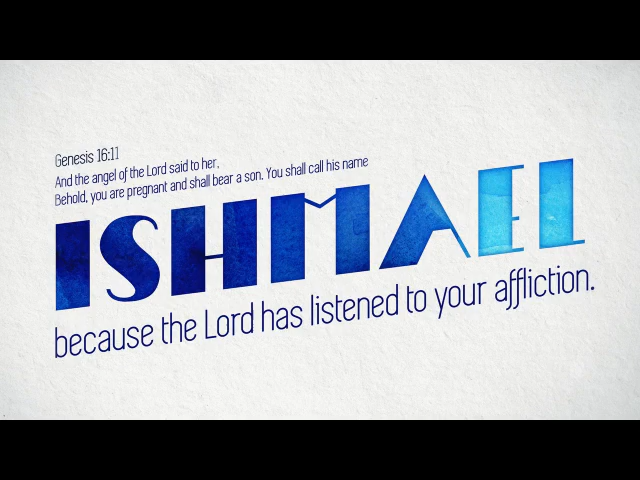 Genesis 16:11
And the angel of the Lord said to her,
Behold, you are pregnant and shall bear a son. You shall call his name
ISHMAEL
because the Lord has listened to your affliction.